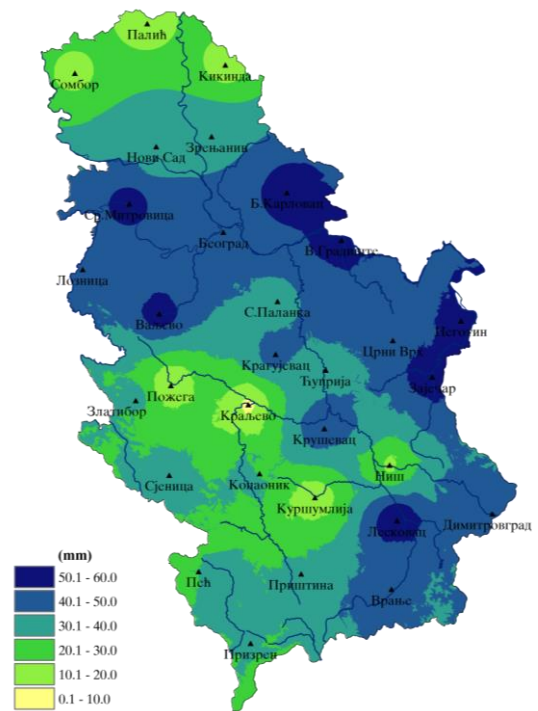 Палић
Сомбор
Кикинда
Зрењанин
Нови Сад
Б.Карловац
Ср.Митровица
Београд
В.Градиште
Лозница
Ваљево
С.Паланка
Неготин
Црни Врх
Крагујевац
Ћуприја
Зајечар
Пожега
Златибор
Краљево
Крушевац
Ниш
Сјеница
Копаоник
Куршумлија
Димитровград
Лесковац
(mm)
50.1 - 60.0
40.1 - 50.0
30.1 - 40.0
20.1 - 30.0
10.1 - 20.0
0.1 - 10.0
Пећ
Приштина
Врање
Призрен